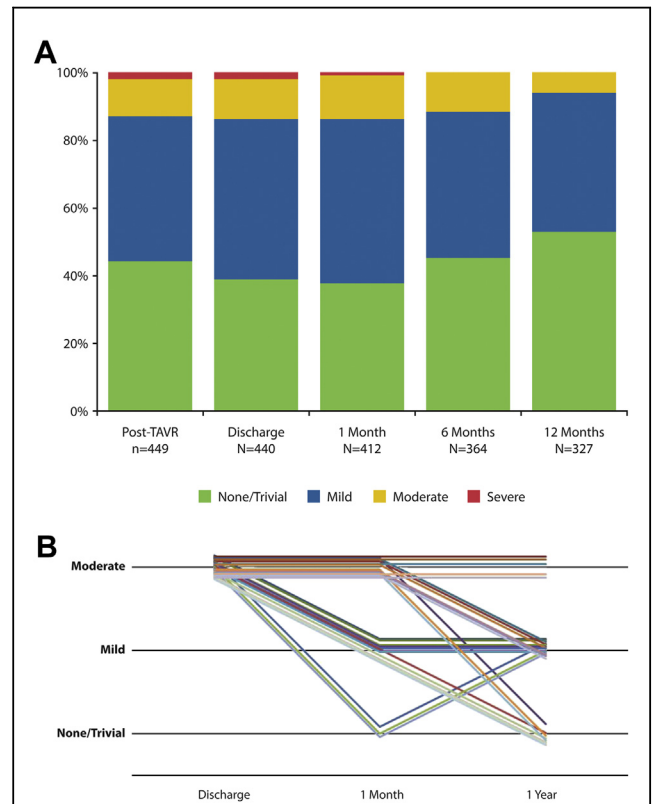 A
100%
80%
60%
40%
20%
0%
Post-TAVR Discharge 1 Month 6 Months 12 Months
n=449 N=440 N=412 N=364 N=327
None/Trivial Mild Moderate Severe
B
Moderate
Mild
None/Trivial
Discharge 1 Month 1 Year